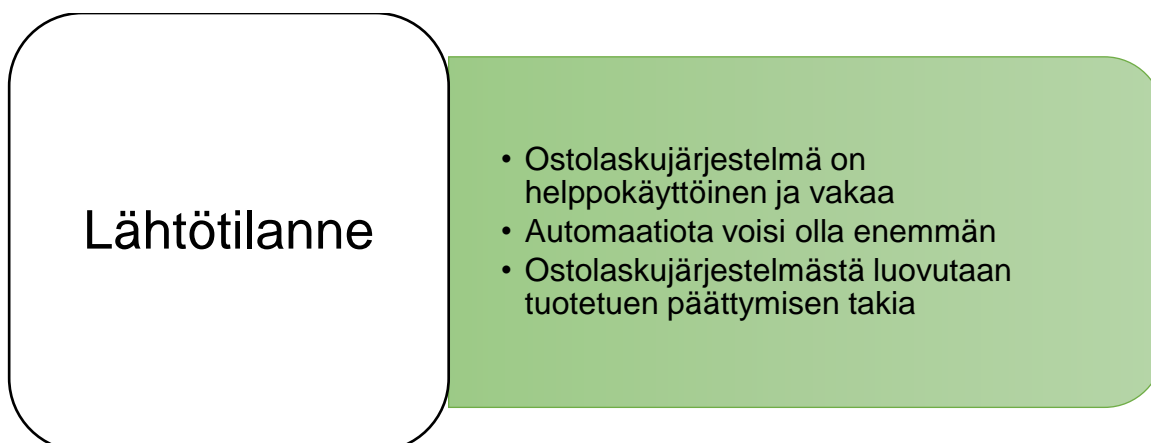 Lähtötilanne
• Ostolaskujärjestelmä on
helppokäyttöinen ja vakaa
• Automaatiota voisi olla enemmän
• Ostolaskujärjestelmästä luovutaan
tuotetuen päättymisen takia